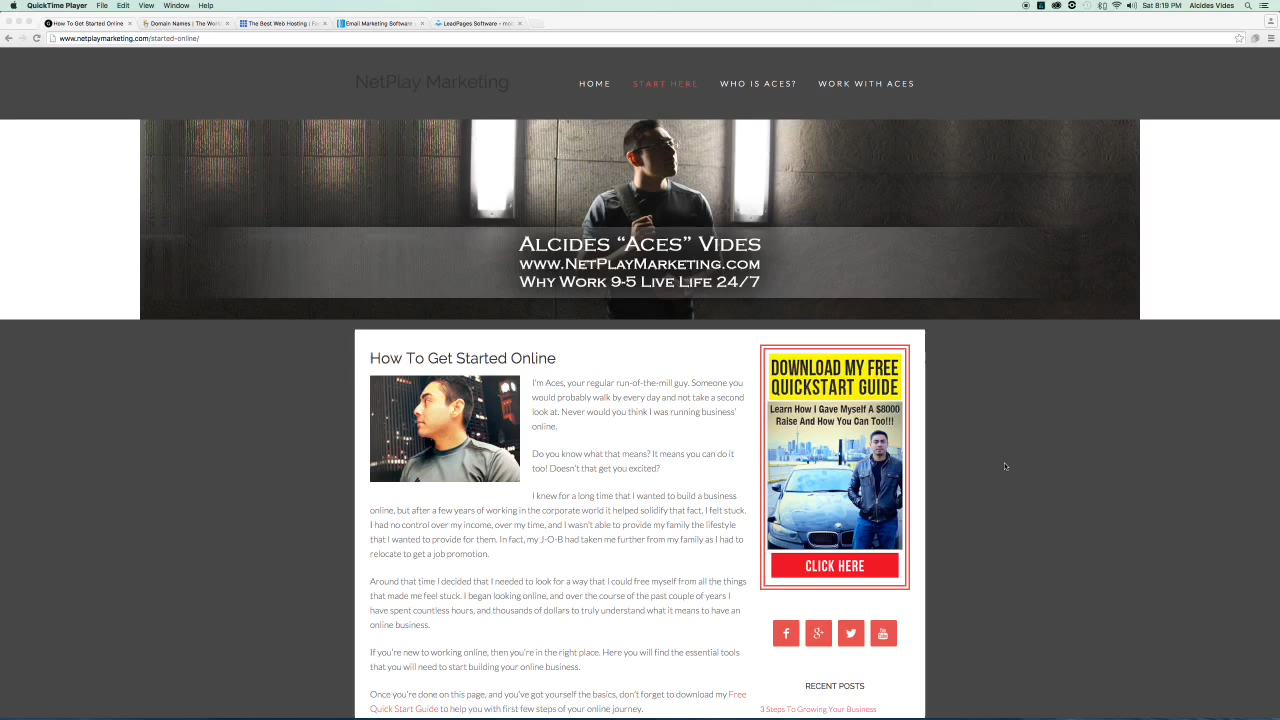 QuickTime Player File Edit View Window Help
Sat 8:19 PM Alcides Vides
How To Get Started Online
Domain Names | The Worl
The Best Web Hosting | Fas
Email Marketing Software
LeadPages Software - mob
www.netplaymarketing.com/started-online/
NetPlay Marketing
HOME START HERE WHO IS ACES? WORK WITH ACES
Alcides “Aces” Vides
www.NetPlayMarketing.com
Why Work 9-5 Live Life 24/7
How To Get Started Online
I'm Aces, your regular run-of-the-mill guy. Someone you
would probably walk by every day and not take a second
look at. Never would you think I was running business'
online.
Do you know what that means? It means you can do it
too! Doesn't that get you excited?
I knew for a long time that I wanted to build a business
online, but after a few years of working in the corporate world it helped solidify that fact. I felt stuck.
I had no control over my income, over my time, and I wasn't able to provide my family the lifestyle
that I wanted to provide for them. In fact, my J-O-B had taken me further from my family as I had to
relocate to get a job promotion.
Around that time I decided that I needed to look for a way that I could free myself from all the things
that made me feel stuck. I began looking online, and over the course of the past couple of years I
have spent countless hours, and thousands of dollars to truly understand what it means to have an
online business.
If you're new to working online, then you're in the right place. Here you will find the essential tools
that you will need to start building your online business.
Once you're done on this page, and you've got yourself the basics, don't forget to download my Free
Quick Start Guide to help you with first few steps of your online journey.
DOWNLOAD MY FREE
QUICKSTART GUIDE
Learn How I Gave Myself A $8000
Raise And How You Can Too!!!
CLICK HERE
RECENT POSTS
3 Steps To Growing Your Business